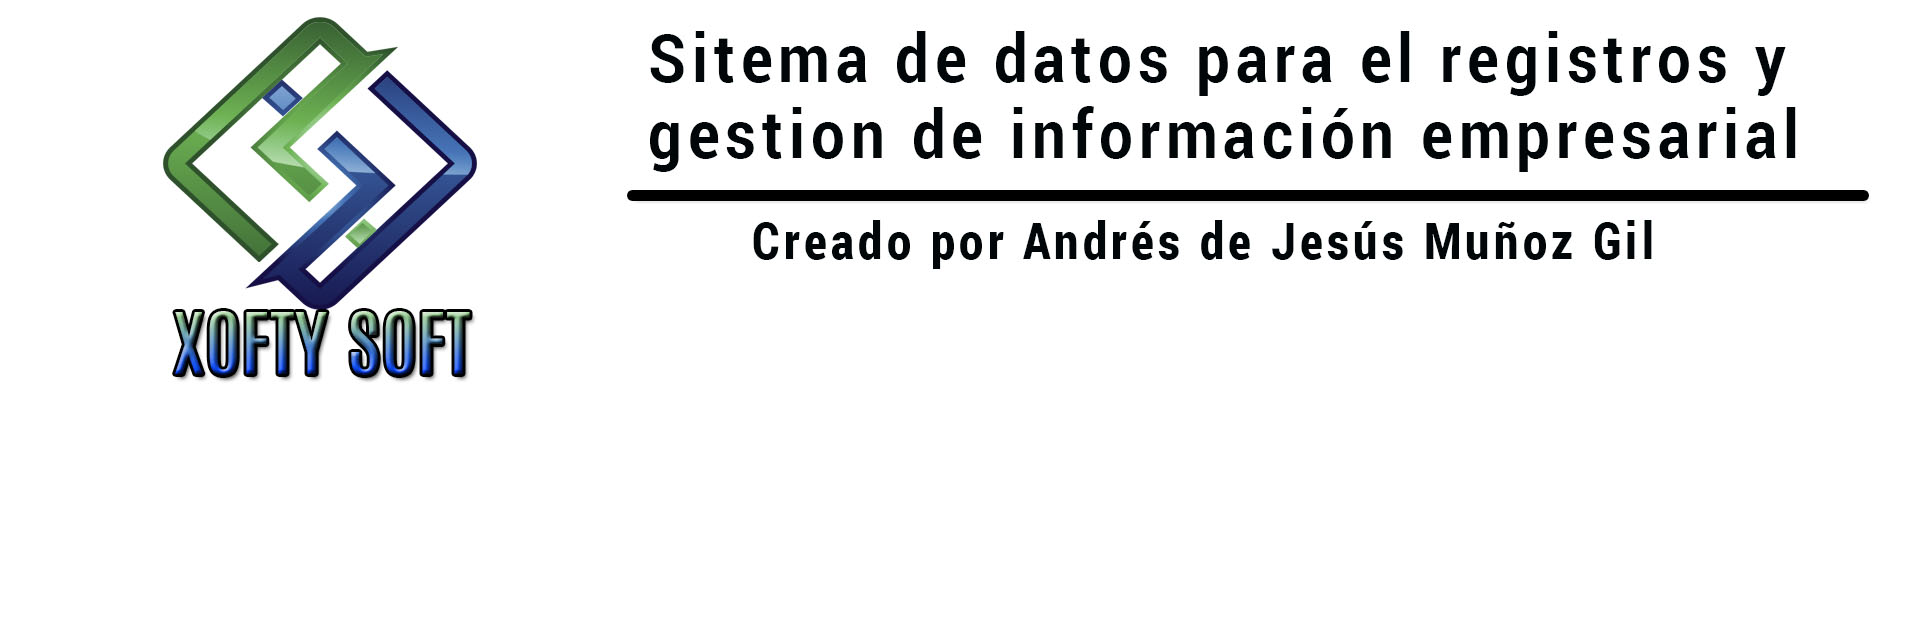 Sitema de datos para el registros y
gestion de información empresarial
Creado por Andrés de Jesús Muñoz Gil
XOFTY SOFT